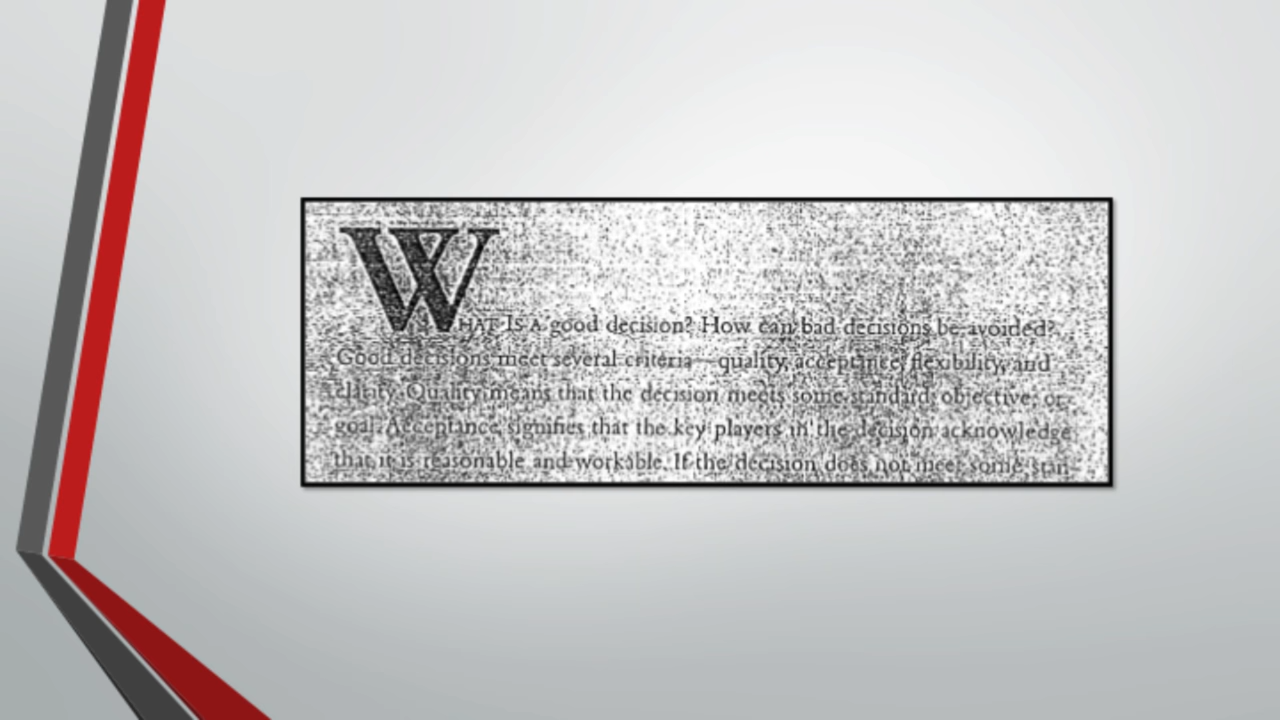 WHAT IS A good decision? How can bad decisions be avoided?
Good decisions meet several criteria—quality, acceptance, flexibility, and
clarity. Quality means that the decision meets some standard, objective, or
goal. Acceptance signifies that the key players in the decision acknowledge
that it is reasonable and workable. If the decision does not meet some stan